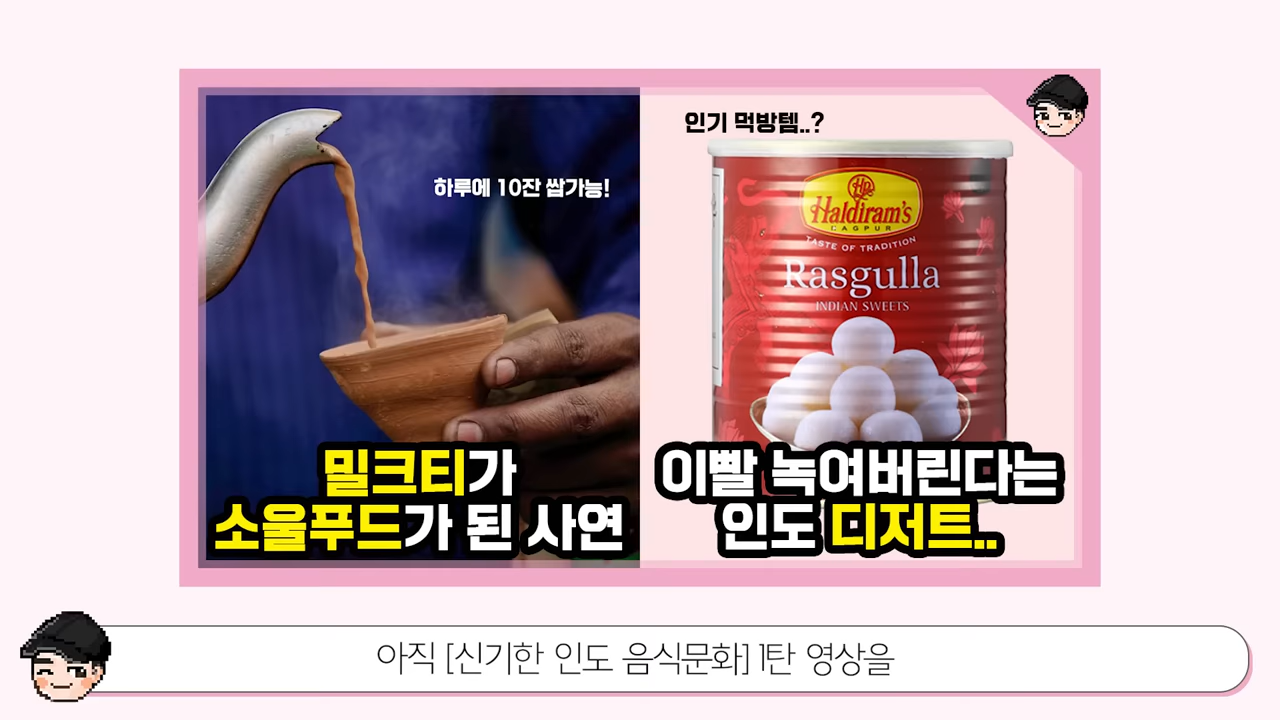 하루에 10잔 쌉가능!
밀크티가
소울푸드가 된 사연
인기 먹방템..?
HR
Haldiram's
NAGPUR
TASTE OF TRADITION
Rasgulla
INDIAN SWEETS
이빨 녹여버린다는
인도 디저트..
아직 [신기한 인도 음식문화] 1탄 영상을